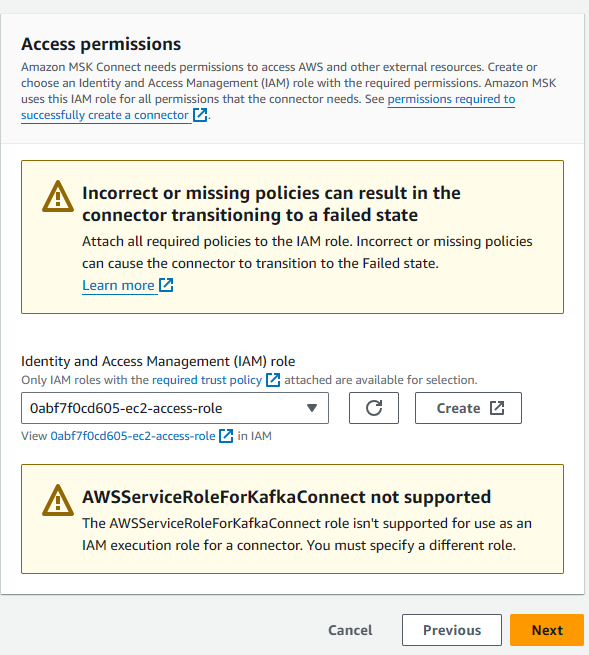 Access permissions
Amazon MSK Connect needs permissions to access AWS and other external resources. Create or
choose an Identity and Access Management (IAM) role with the required permissions. Amazon MSK
uses this IAM role for all permissions that the connector needs. See permissions required to
successfully create a connector.
Incorrect or missing policies can result in the
connector transitioning to a failed state
Attach all required policies to the IAM role. Incorrect or missing policies
can cause the connector to transition to the Failed state.
Learn more
Identity and Access Management (IAM) role
Only IAM roles with the required trust policy attached are available for selection.
0abf7f0cd605-ec2-access-role
Create
View 0abf7f0cd605-ec2-access-role in IAM
AWSServiceRoleForKafkaConnect not supported
The AWSServiceRoleForKafkaConnect role isn't supported for use as an
IAM execution role for a connector. You must specify a different role.
Cancel
Previous
Next